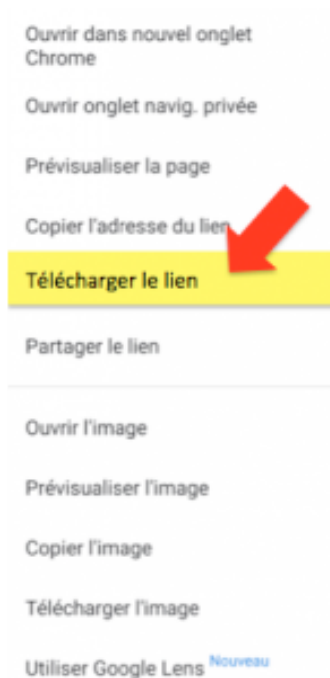 Ouvrir dans nouvel onglet
Chrome
Ouvrir onglet navig. privée
Prévisualiser la page
Copier l'adresse du lien
Télécharger le lien
Partager le lien
Ouvrir l'image
Prévisualiser l'image
Copier l'image
Télécharger l'image
Utiliser Google Lens Nouveau